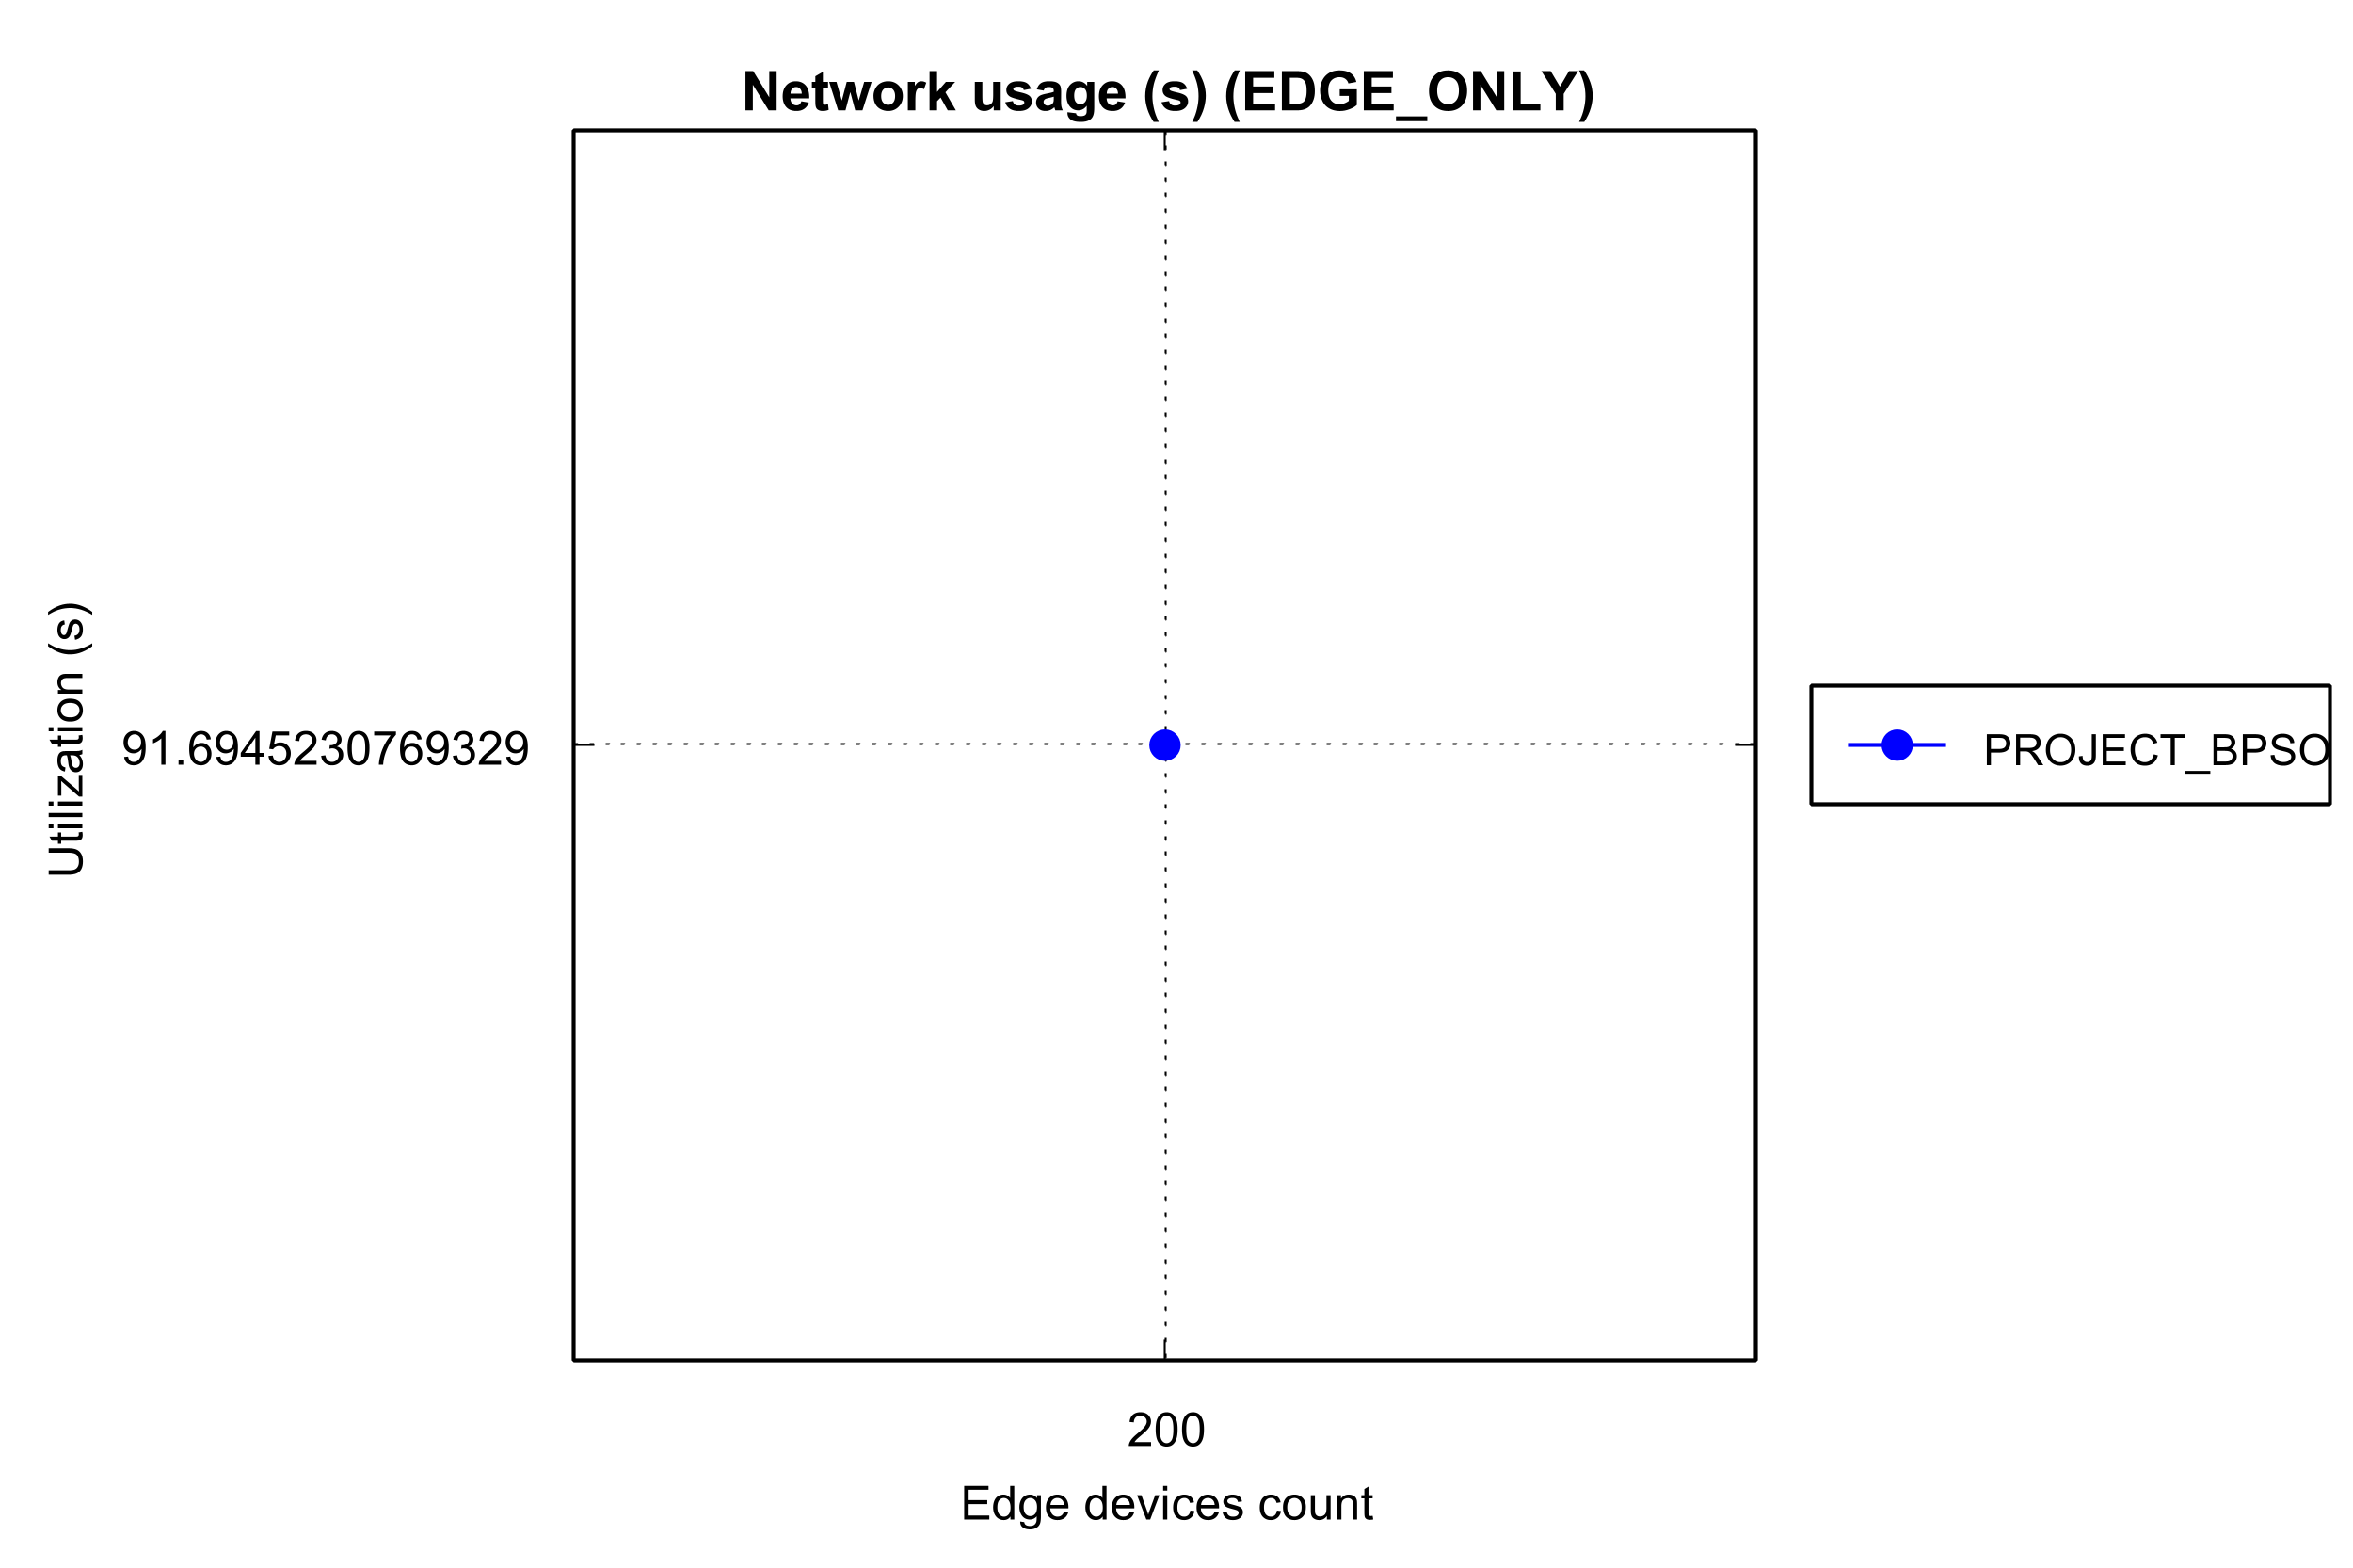 Network usage (s) (EDGE_ONLY)
Utilization (s)
91.6945230769329
PROJECT_BPSO
200
Edge devices count